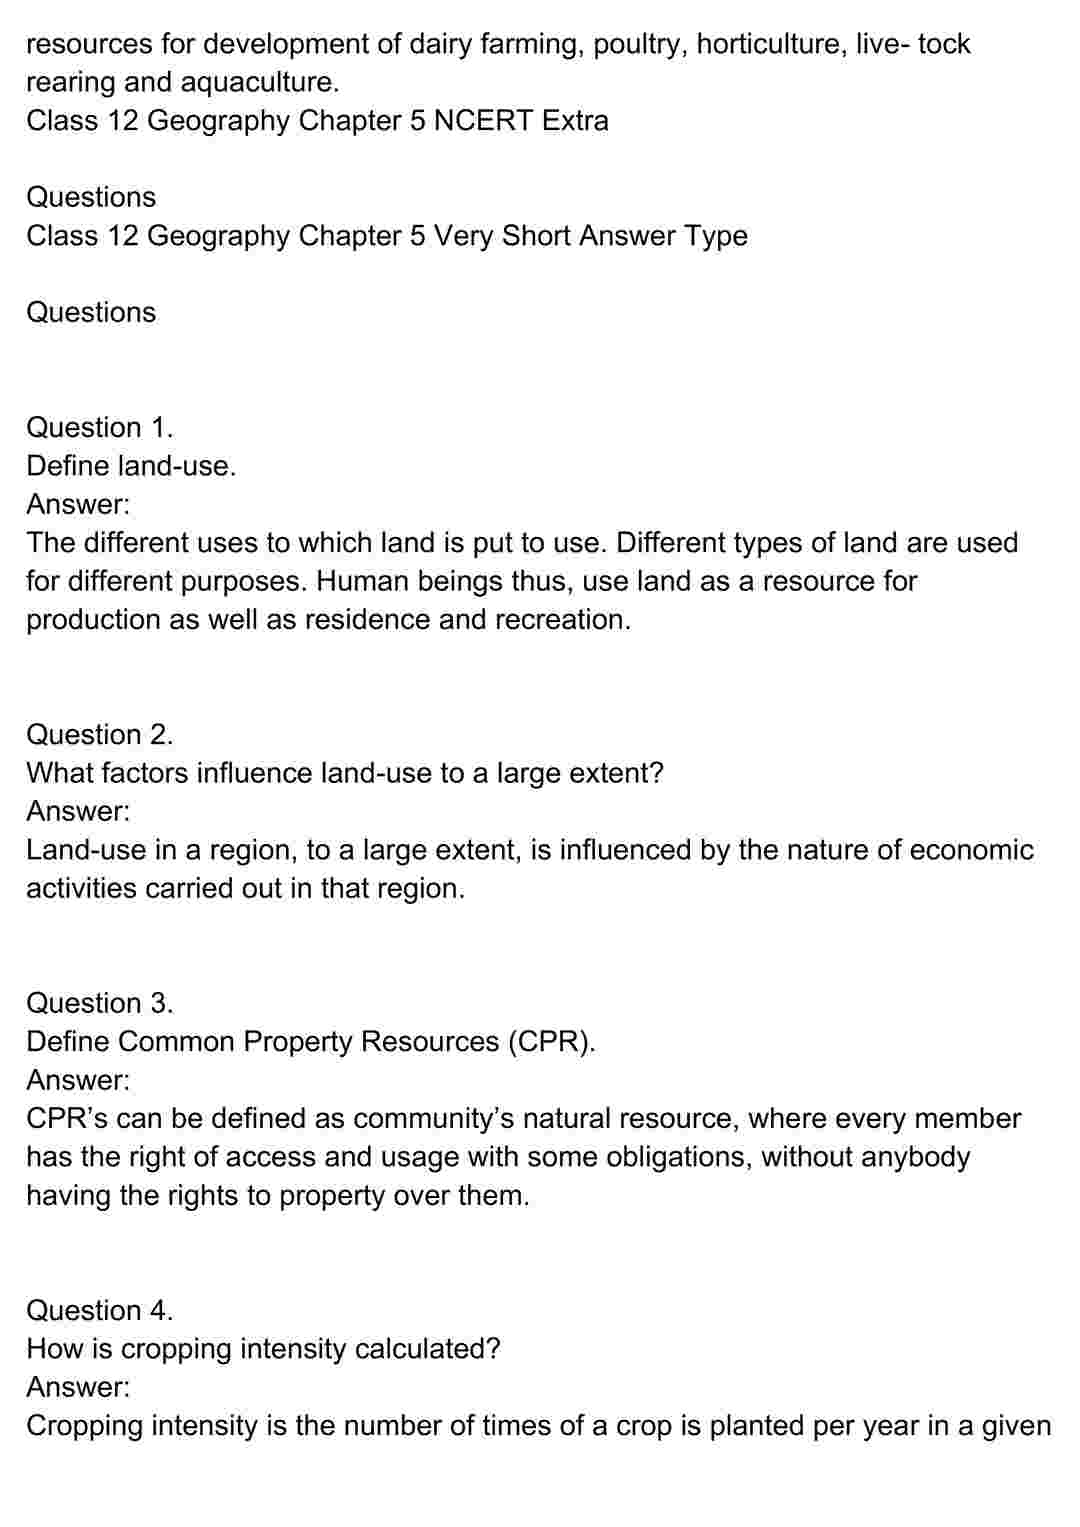 resources for development of dairy farming, poultry, horticulture, live- tock
rearing and aquaculture.
Class 12 Geography Chapter 5 NCERT Extra
Questions
Class 12 Geography Chapter 5 Very Short Answer Type
Questions
Question 1.
Define land-use.
Answer:
The different uses to which land is put to use. Different types of land are used
for different purposes. Human beings thus, use land as a resource for
production as well as residence and recreation.
Question 2.
What factors influence land-use to a large extent?
Answer:
Land-use in a region, to a large extent, is influenced by the nature of economic
activities carried out in that region.
Question 3.
Define Common Property Resources (CPR).
Answer:
CPR’s can be defined as community’s natural resource, where every member
has the right of access and usage with some obligations, without anybody
having the rights to property over them.
Question 4.
How is cropping intensity calculated?
Answer:
Cropping intensity is the number of times of a crop is planted per year in a given